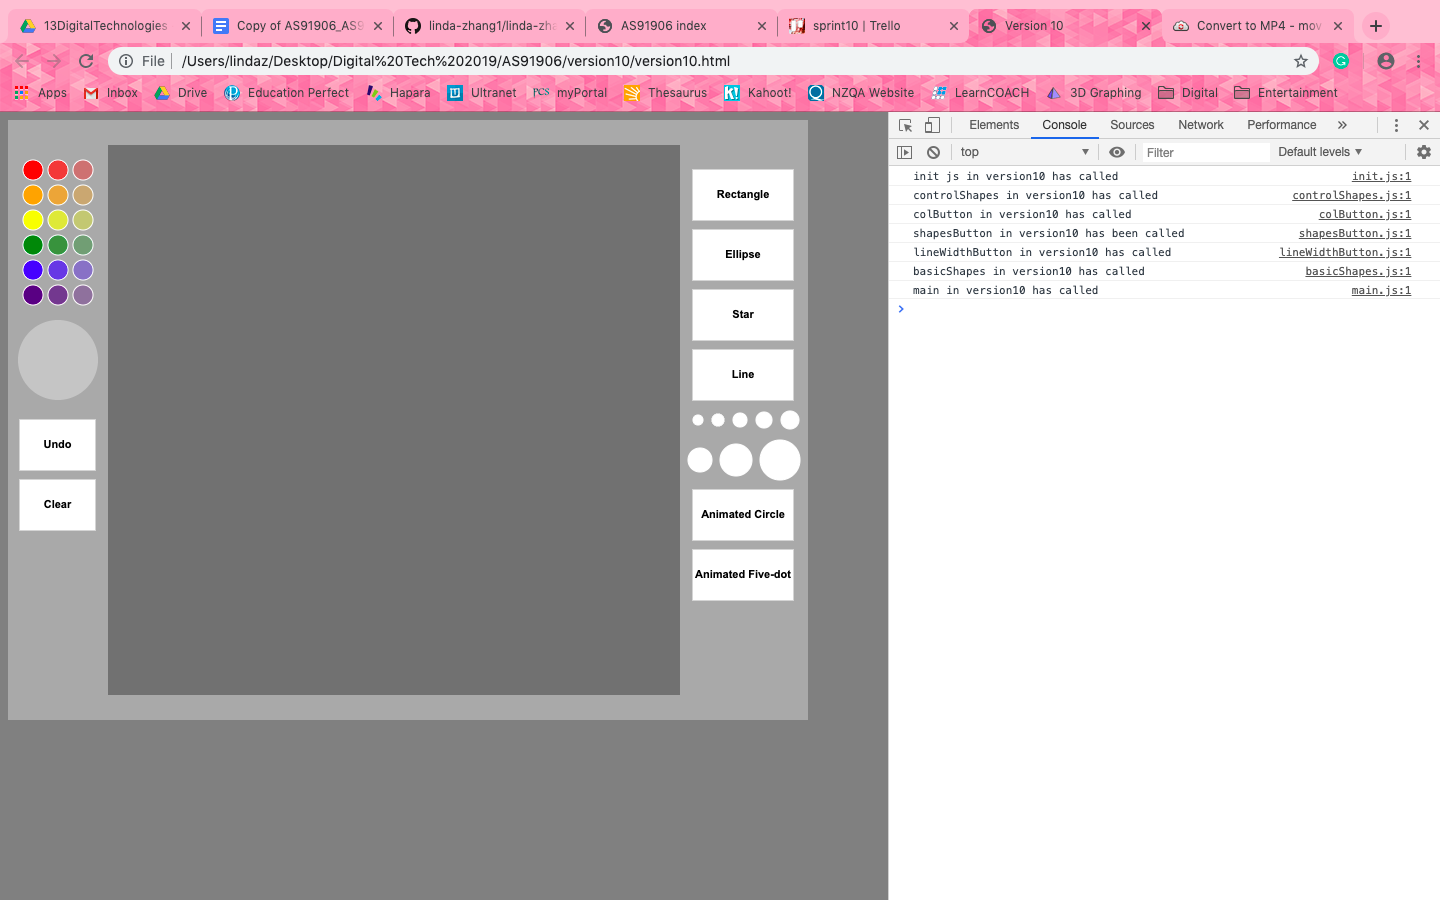 13DigitalTechnologies
Copy of AS91906_AS9
linda-zhang1/linda-zha
AS91906 index
sprint10 | Trello
Version 10
Convert to MP4 - mov
File
/Users/lindaz/Desktop/Digital%20Tech%202019/AS91906/version10/version10.html
Apps
Inbox
Drive
Education Perfect
Hapara
Ultranet
PCS myPortal
Thesaurus
Kahoot!
NZQA Website
LearnCOACH
3D Graphing
Digital
Entertainment
Elements
Console
Sources
Network
Performance
top
Filter
Default levels
init js in version10 has called init.js:1
controlShapes in version10 has called controlShapes.js:1
colButton in version10 has called colButton.js:1
shapesButton in version10 has been called shapesButton.js:1
lineWidthButton in version10 has called lineWidthButton.js:1
basicShapes in version10 has called basicShapes.js:1
main in version10 has called main.js:1
Rectangle
Ellipse
Star
Line
Undo
Clear
Animated Circle
Animated Five-dot